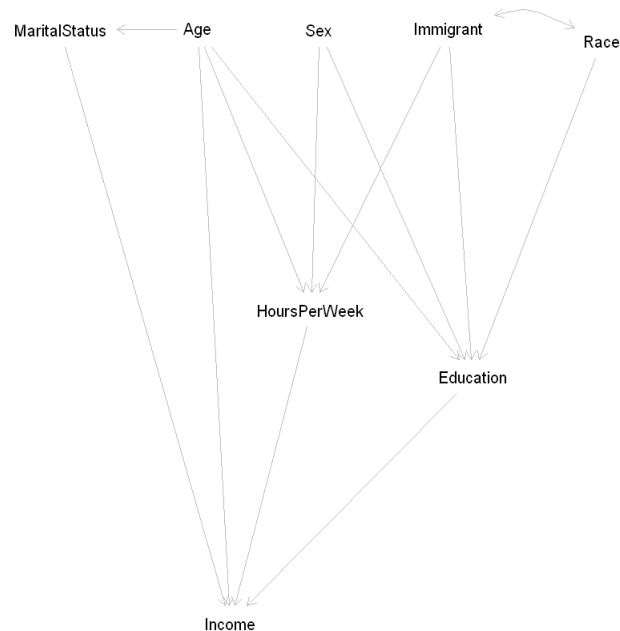 MaritalStatus
Age
Sex
Immigrant
Race
HoursPerWeek
Education
Income